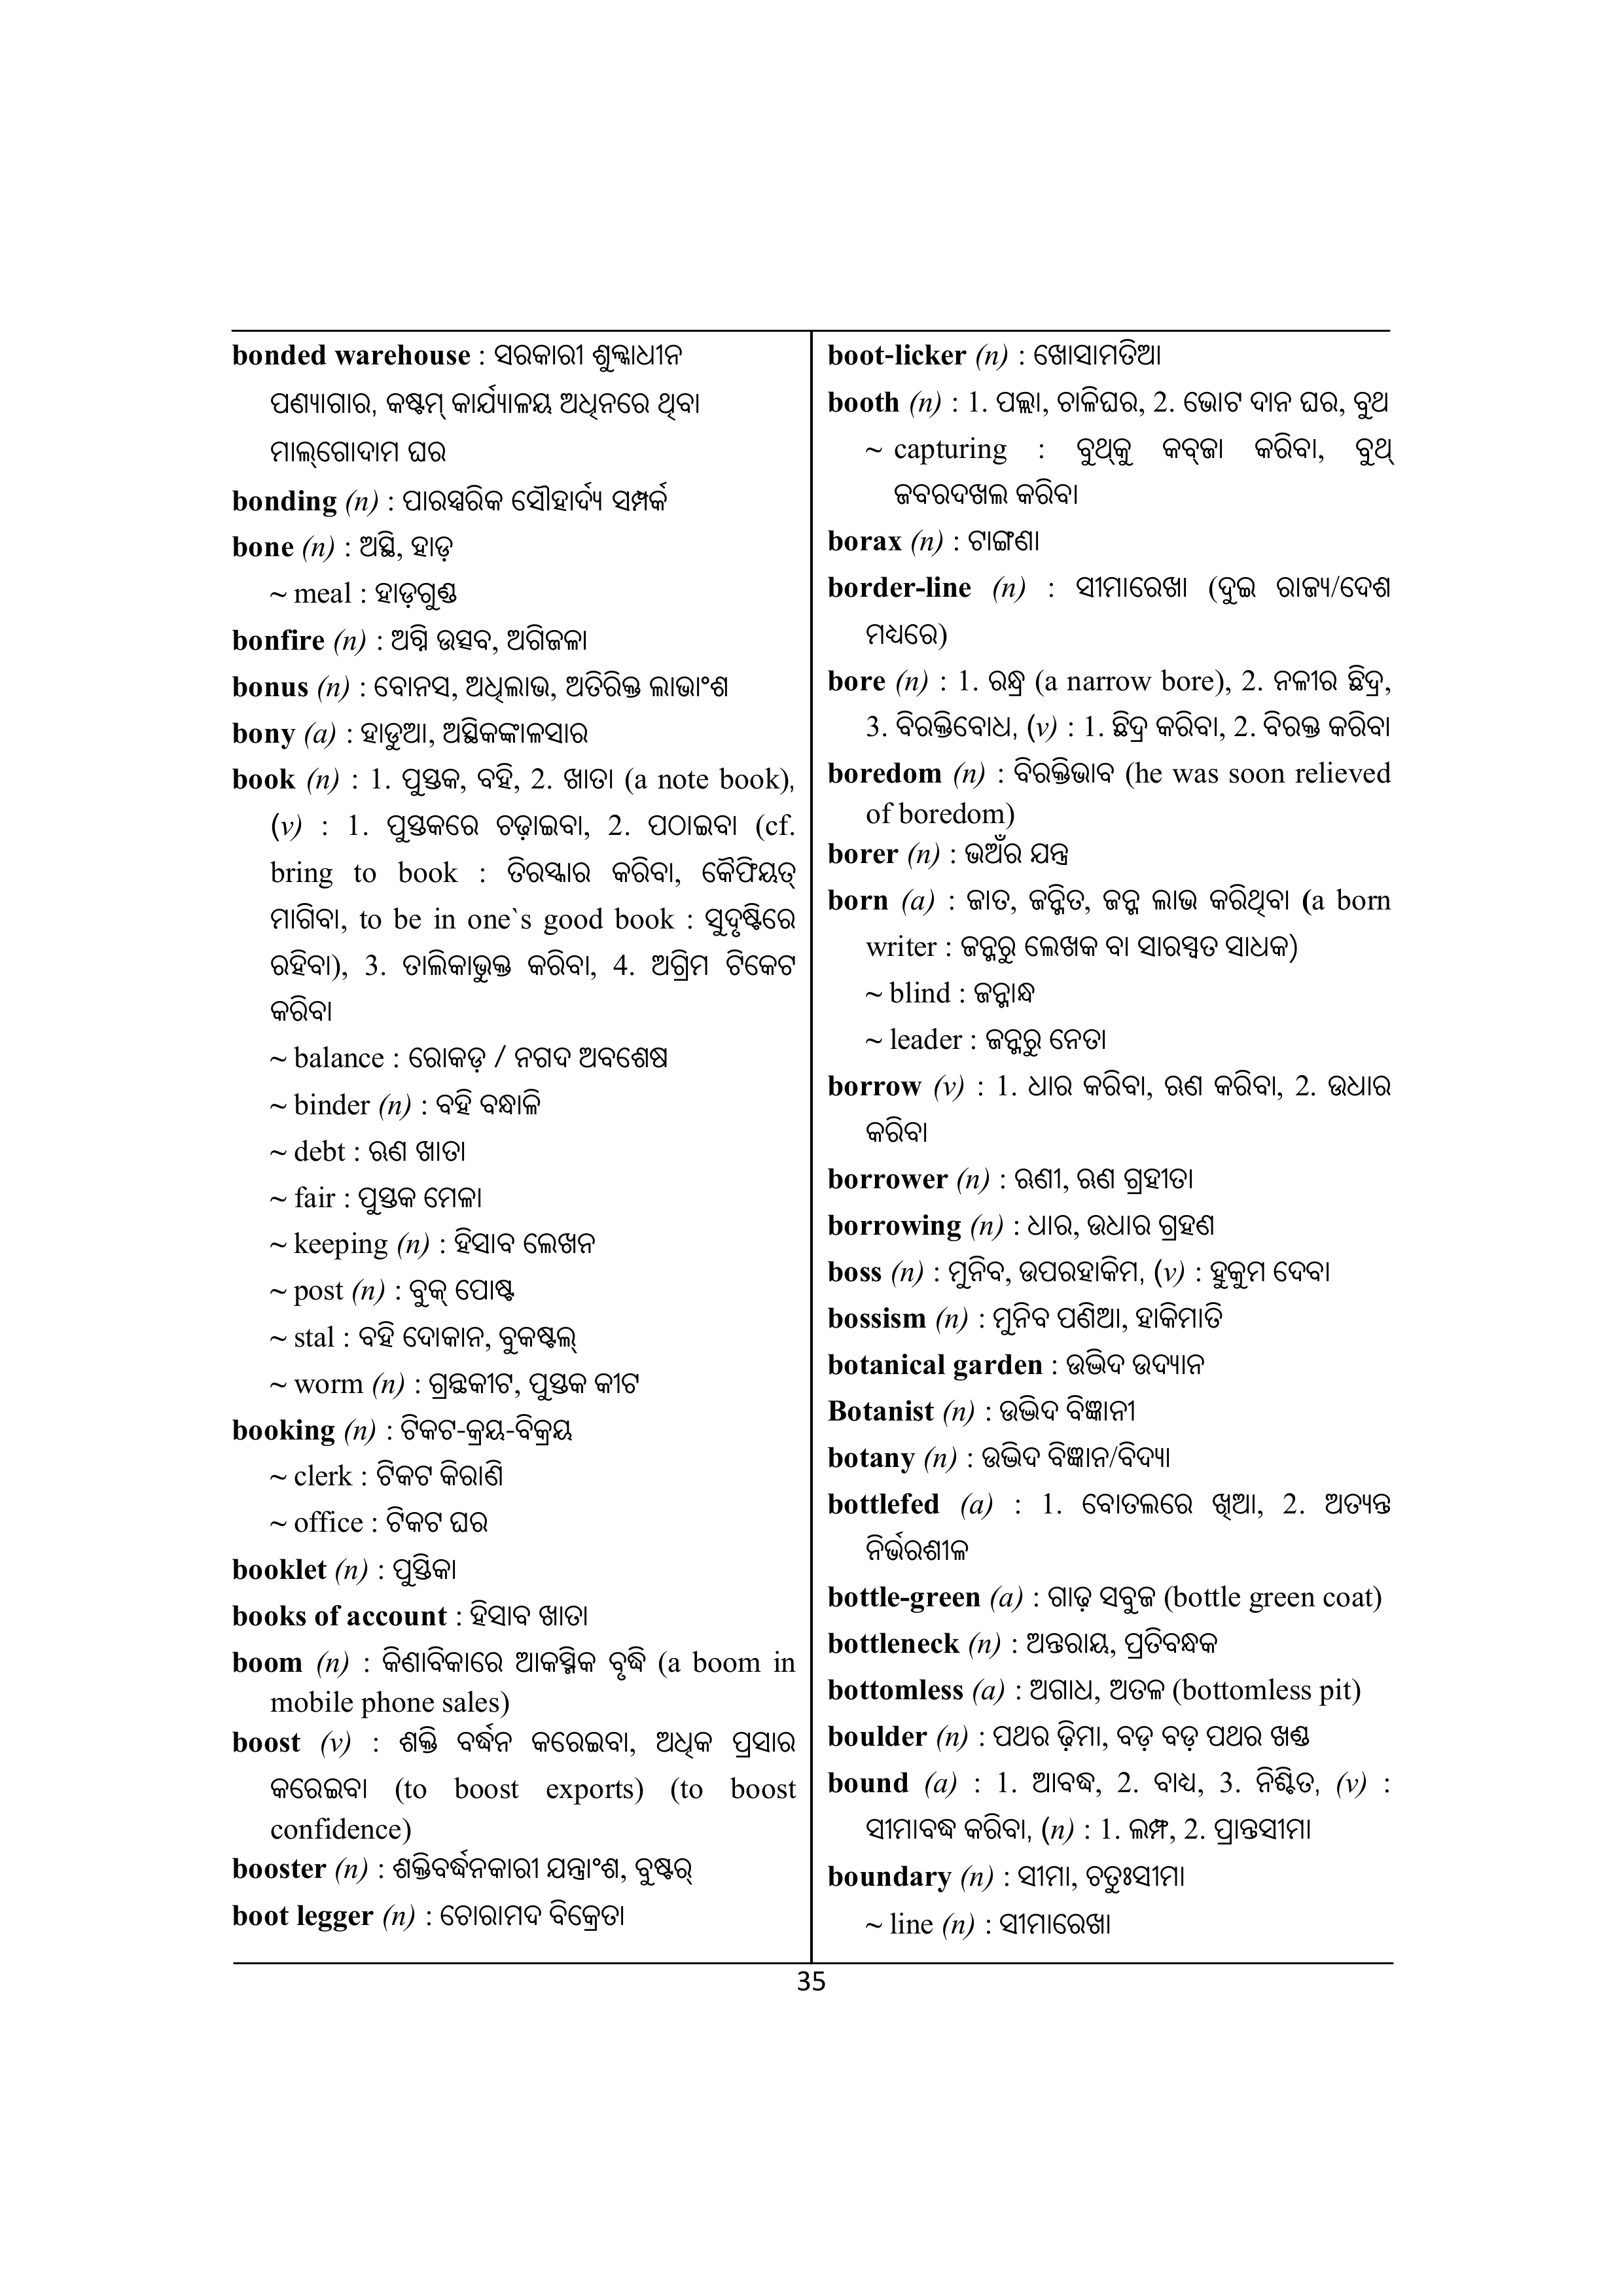 bonded warehouse : ସରକାରୀ ଶୁଳ୍କାଧୀନ
ପଣ୍ୟାଗାର, କଷ୍ଟମ୍ କାର୍ଯ୍ୟାଳୟ ଅଧିନରେ ଥିବା
ମାଲ୍‌ଗୋଦାମ ଘର
bonding (n) : ପାରସ୍ପରିକ ସୌହାର୍ଦ୍ୟ ସମ୍ପର୍କ
bone (n) : ଅସ୍ଥି, ହାଡ଼
~ meal : ହାଡ଼ଗୁଣ୍ଡ
bonfire (n) : ଅଗ୍ନି ଉତ୍ସବ, ଅଗିଜଳା
bonus (n) : ବୋନସ, ଅଧିଲାଭ, ଅତିରିକ୍ତ ଲାଭାଂଶ
bony (a) : ହାଡୁଆ, ଅସ୍ଥିକଙ୍କାଳସାର
book (n) : 1. ପୁସ୍ତକ, ବହି, 2. ଖାତା (a note book),
(v) : 1. ପୁସ୍ତକରେ ଚଢ଼ାଇବା, 2. ପଠାଇବା (cf.
bring to book : ତିରସ୍କାର କରିବା, କୈଫିୟତ୍
ମାଗିବା, to be in one`s good book : ସୁଦୃଷ୍ଟିରେ
ରହିବା), 3. ତାଲିକାଭୁକ୍ତ କରିବା, 4. ଅଗ୍ରିମ ଟିକେଟ
କରିବା
~ balance : ରୋକଡ଼ / ନଗଦ ଅବଶେଷ
~ binder (n) : ବହି ବନ୍ଧାଳି
~ debt : ଋଣ ଖାତା
~ fair : ପୁସ୍ତକ ମେଳା
~ keeping (n) : ହିସାବ ଲେଖନ
~ post (n) : ବୁକ୍ ପୋଷ୍ଟ
~ stal : ବହି ଦୋକାନ, ବୁକଷ୍ଟଲ୍
~ worm (n) : ଗ୍ରନ୍ଥକୀଟ, ପୁସ୍ତକ କୀଟ
booking (n) : ଟିକଟ-କ୍ରୟ-ବିକ୍ରୟ
~ clerk : ଟିକଟ କିରାଣି
~ office : ଟିକଟ ଘର
booklet (n) : ପୁସ୍ତିକା
books of account : ହିସାବ ଖାତା
boom (n) : କିଣାବିକାରେ ଆକସ୍ମିକ ବୃଦ୍ଧି (a boom in
mobile phone sales)
boost (v) : ଶକ୍ତି ବର୍ଦ୍ଧନ କରେଇବା, ଅଧିକ ପ୍ରସାର
କରେଇବା (to boost exports) (to boost
confidence)
booster (n) : ଶକ୍ତିବର୍ଦ୍ଧନକାରୀ ଯନ୍ତ୍ରାଂଶ, ବୁଷ୍ଟର୍
boot legger (n) : ଚୋରାମଦ ବିକ୍ରେତା
boot-licker (n) : ଖୋସାମତିଆ
booth (n) : 1. ପଲ୍ଲା, ଚାଳିଘର, 2. ଭୋଟ ଦାନ ଘର, ବୁଥ
~ capturing : ବୁଥ୍‌କୁ କବ୍‌ଜା କରିବା, ବୁଥ୍
ଜବରଦଖଲ କରିବା
borax (n) : ଟାଙ୍ଗଣା
border-line (n) : ସୀମାରେଖା (ଦୁଇ ରାଜ୍ୟ/ଦେଶ
ମଧ୍ୟରେ)
bore (n) : 1. ରନ୍ଧ୍ର (a narrow bore), 2. ନଳୀର ଛିଦ୍ର,
3. ବିରକ୍ତିବୋଧ, (v) : 1. ଛିଦ୍ର କରିବା, 2. ବିରକ୍ତ କରିବା
boredom (n) : ବିରକ୍ତିଭାବ (he was soon relieved
of boredom)
borer (n) : ଭଅଁର ଯନ୍ତ୍ର
born (a) : ଜାତ, ଜନ୍ମିତ, ଜନ୍ମ ଲାଭ କରିଥିବା (a born
writer : ଜନ୍ମରୁ ଲେଖକ ବା ସାରସ୍ଵତ ସାଧକ)
~ blind : ଜନ୍ମାନ୍ଧ
~ leader : ଜନ୍ମରୁ ନେତା
borrow (v) : 1. ଧାର କରିବା, ଋଣ କରିବା, 2. ଉଧାର
କରିବା
borrower (n) : ଋଣୀ, ଋଣ ଗ୍ରହୀତା
borrowing (n) : ଧାର, ଉଧାର ଗ୍ରହଣ
boss (n) : ମୁନିବ, ଉପରହାକିମ, (v) : ହୁକୁମ ଦେବା
bossism (n) : ମୁନିବ ପଣିଆ, ହାକିମାତି
botanical garden : ଉଦ୍ଭିଦ ଉଦ୍ୟାନ
Botanist (n) : ଉଦ୍ଭିଦ ବିଜ୍ଞାନୀ
botany (n) : ଉଦ୍ଭିଦ ବିଜ୍ଞାନ/ବିଦ୍ୟା
bottlefed (a) : 1. ବୋତଲରେ ଖିଆ, 2. ଅତ୍ୟନ୍ତ
ନିର୍ଭରଶୀଳ
bottle-green (a) : ଗାଢ଼ ସବୁଜ (bottle green coat)
bottleneck (n) : ଅନ୍ତରାୟ, ପ୍ରତିବନ୍ଧକ
bottomless (a) : ଅଗାଧ, ଅତଳ (bottomless pit)
boulder (n) : ପଥର ଢ଼ିମା, ବଡ଼ ବଡ଼ ପଥର ଖଣ୍ଡ
bound (a) : 1. ଆବଦ୍ଧ, 2. ବାଧ୍ୟ, 3. ନିଶ୍ଚିତ, (v) :
ସୀମାବଦ୍ଧ କରିବା, (n) : 1. ଲମ୍ଫ, 2. ପ୍ରାନ୍ତସୀମା
boundary (n) : ସୀମା, ଚତୁଃସୀମା
~ line (n) : ସୀମାରେଖା
35